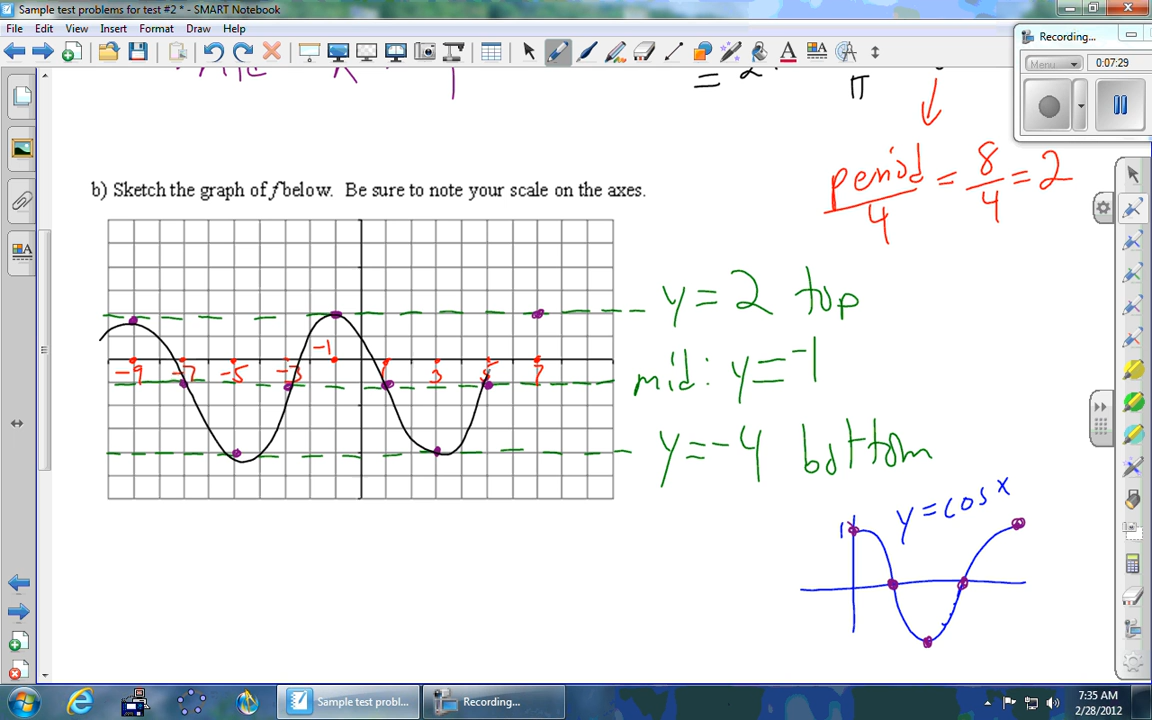 Sample test problems for test #2 * - SMART Notebook
File Edit View Insert Format Draw Help
Recording...
Menu
0:07:29
= 2
π
period/4 = 8/4 = 2
b) Sketch the graph of f below. Be sure to note your scale on the axes.
y = 2 top
-1
-9 -7 -5 -3 1 3 5 7
mid: y = -1
y = -4 bottom
y = cos x
1
Sample test probl...
Recording...
7:35 AM
2/28/2012